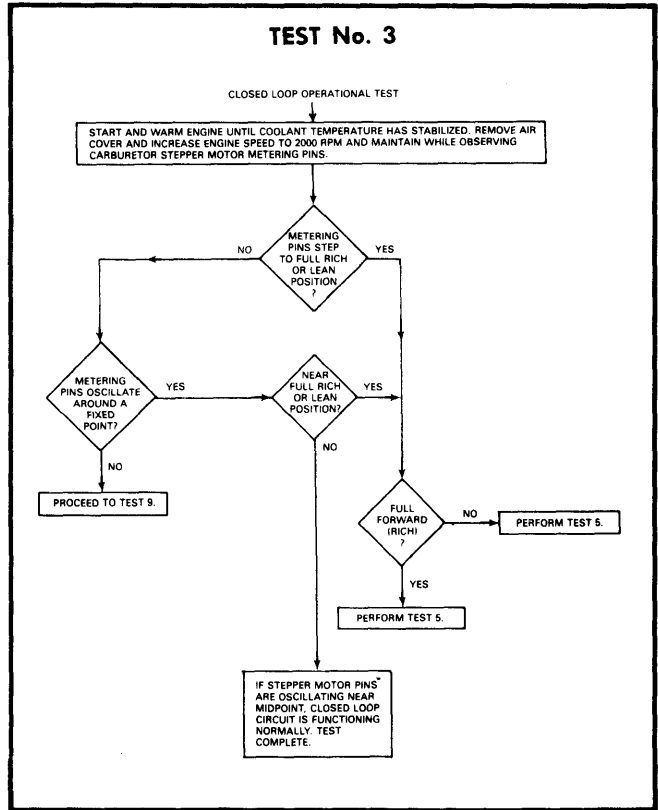 TEST No. 3
CLOSED LOOP OPERATIONAL TEST
START AND WARM ENGINE UNTIL COOLANT TEMPERATURE HAS STABILIZED. REMOVE AIR
COVER AND INCREASE ENGINE SPEED TO 2000 RPM AND MAINTAIN WHILE OBSERVING
CARBURETOR STEPPER MOTOR METERING PINS.
NO
METERING
PINS STEP
TO FULL RICH
OR LEAN
POSITION
?
YES
METERING
PINS OSCILLATE
AROUND A
FIXED
POINT?
YES
NEAR
FULL RICH
OR LEAN
POSITION?
YES
NO
NO
PROCEED TO TEST 9.
FULL
FORWARD
(RICH)
?
NO
PERFORM TEST 5.
YES
PERFORM TEST 5.
IF STEPPER MOTOR PINS
ARE OSCILLATING NEAR
MIDPOINT, CLOSED LOOP
CIRCUIT IS FUNCTIONING
NORMALLY. TEST
COMPLETE.